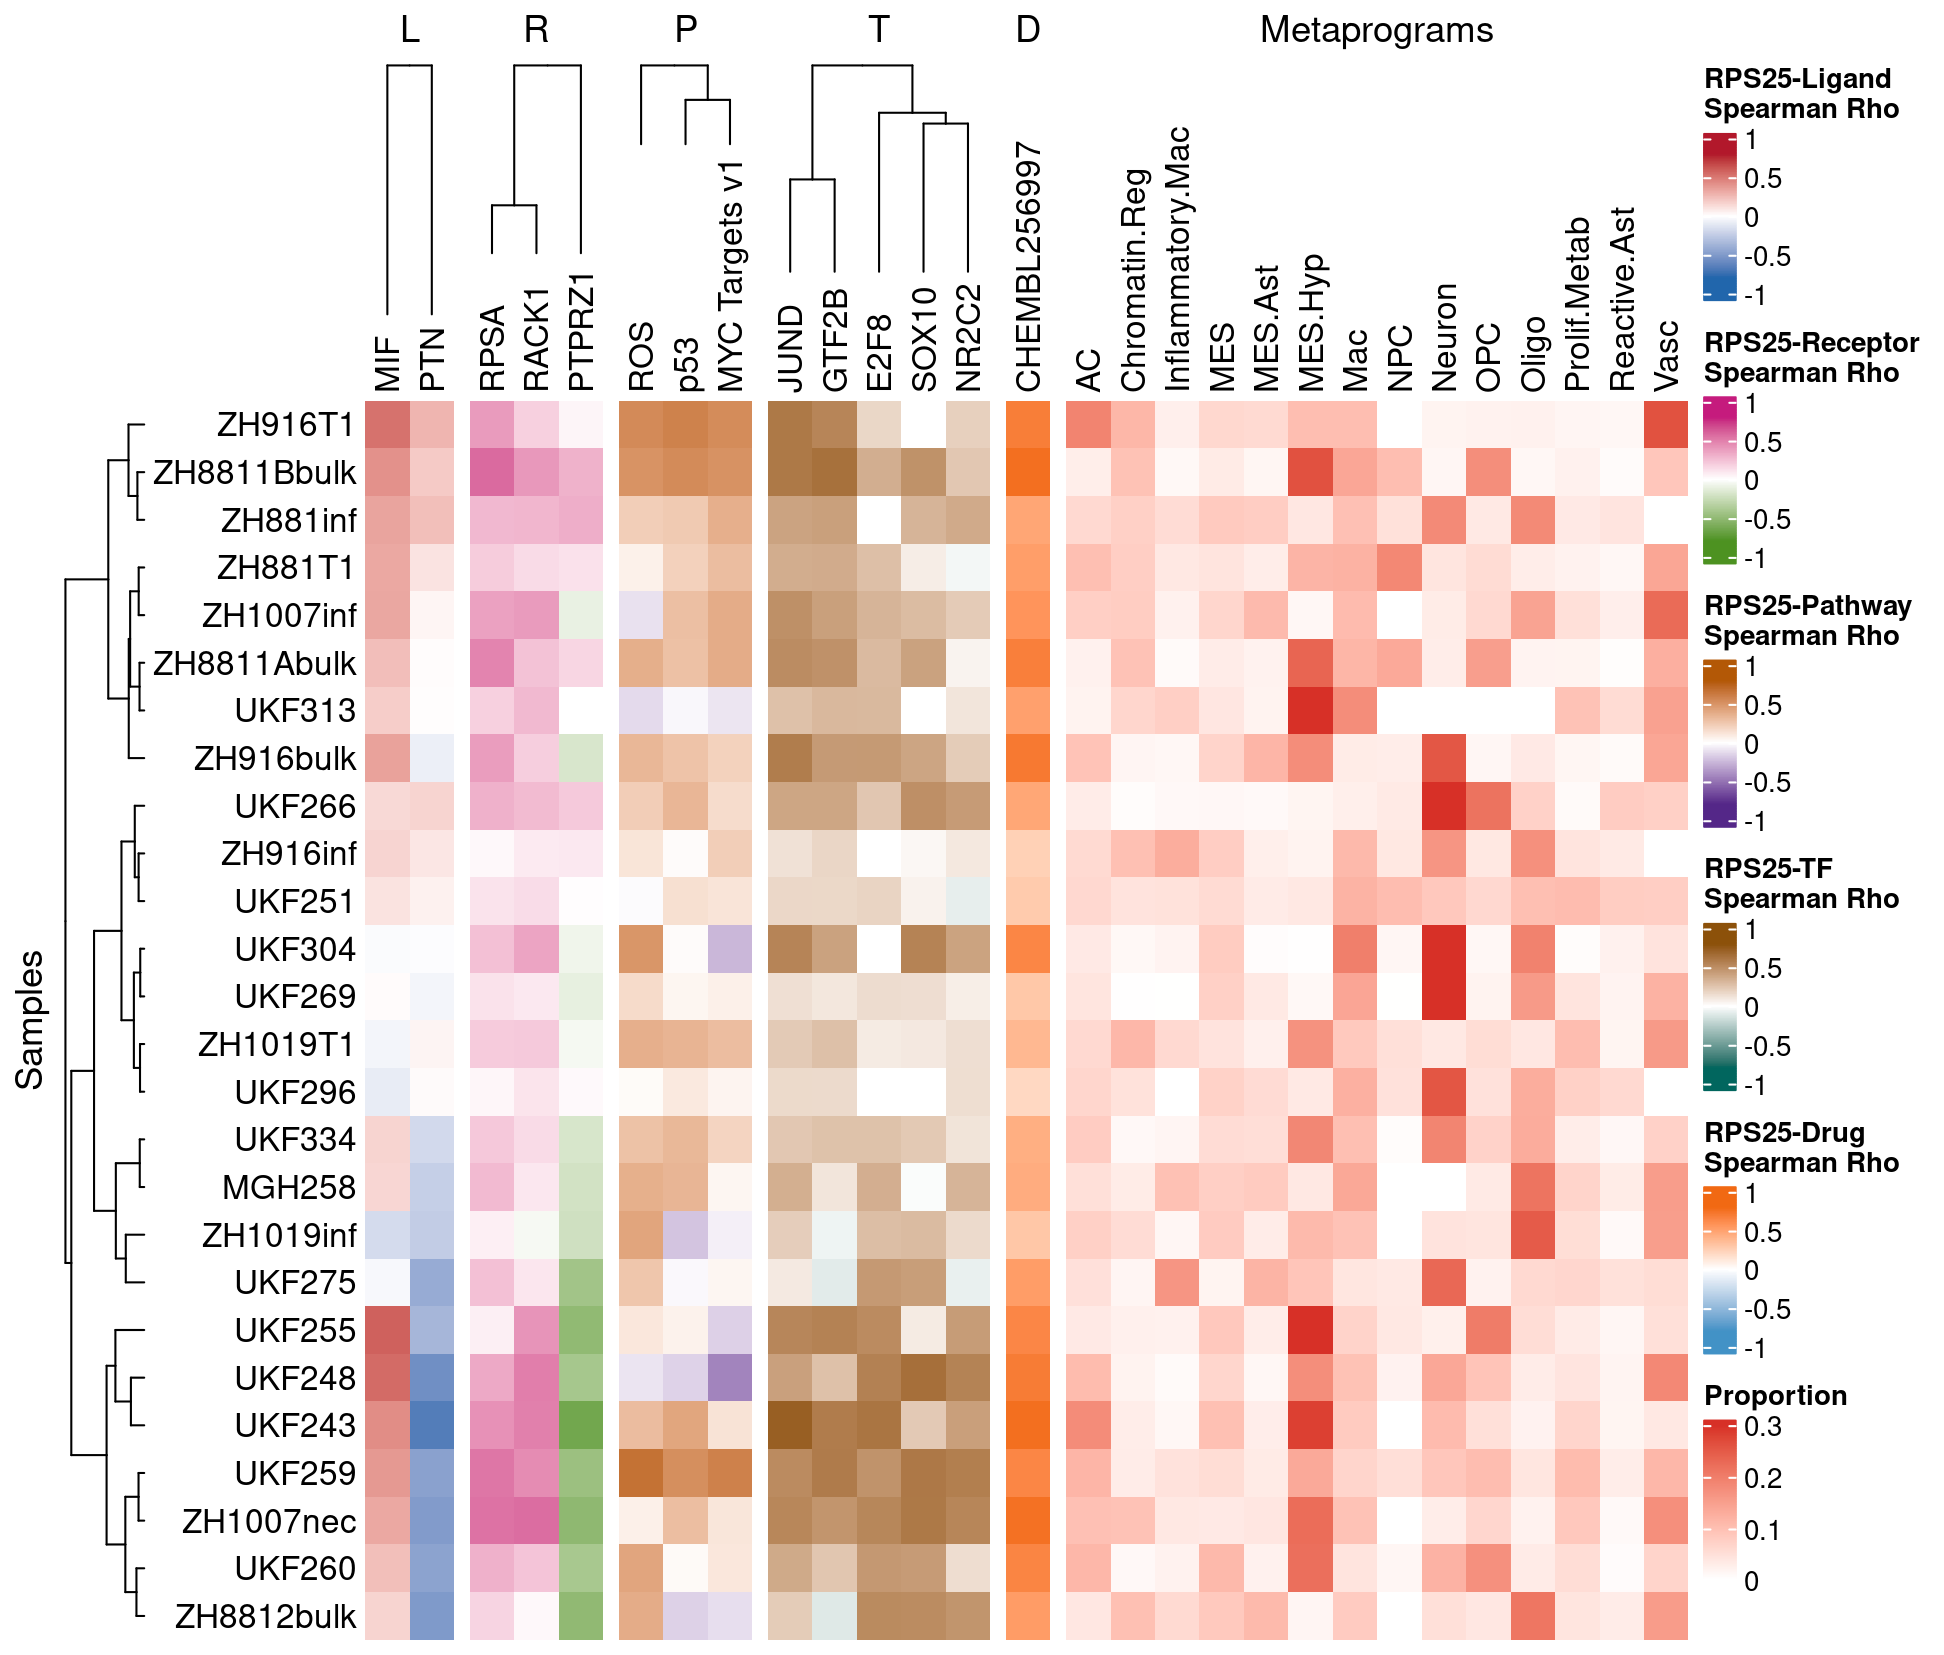 L R P T D Metaprograms
MIF
PTN
RPSA
RACK1
PTPRZ1
ROS
p53
MYC Targets v1
JUND
GTF2B
E2F8
SOX10
NR2C2
CHEMBL256997
AC
Chromatin.Reg
Inflammatory.Mac
MES
MES.Ast
MES.Hyp
Mac
NPC
Neuron
OPC
Oligo
Prolif.Metab
Reactive.Ast
Vasc
Samples
ZH916T1
ZH8811Bbulk
ZH881inf
ZH881T1
ZH1007inf
ZH8811Abulk
UKF313
ZH916bulk
UKF266
ZH916inf
UKF251
UKF304
UKF269
ZH1019T1
UKF296
UKF334
MGH258
ZH1019inf
UKF275
UKF255
UKF248
UKF243
UKF259
ZH1007nec
UKF260
ZH8812bulk
RPS25-Ligand
Spearman Rho
1
0.5
0
-0.5
-1
RPS25-Receptor
Spearman Rho
1
0.5
0
-0.5
-1
RPS25-Pathway
Spearman Rho
1
0.5
0
-0.5
-1
RPS25-TF
Spearman Rho
1
0.5
0
-0.5
-1
RPS25-Drug
Spearman Rho
1
0.5
0
-0.5
-1
Proportion
0.3
0.2
0.1
0